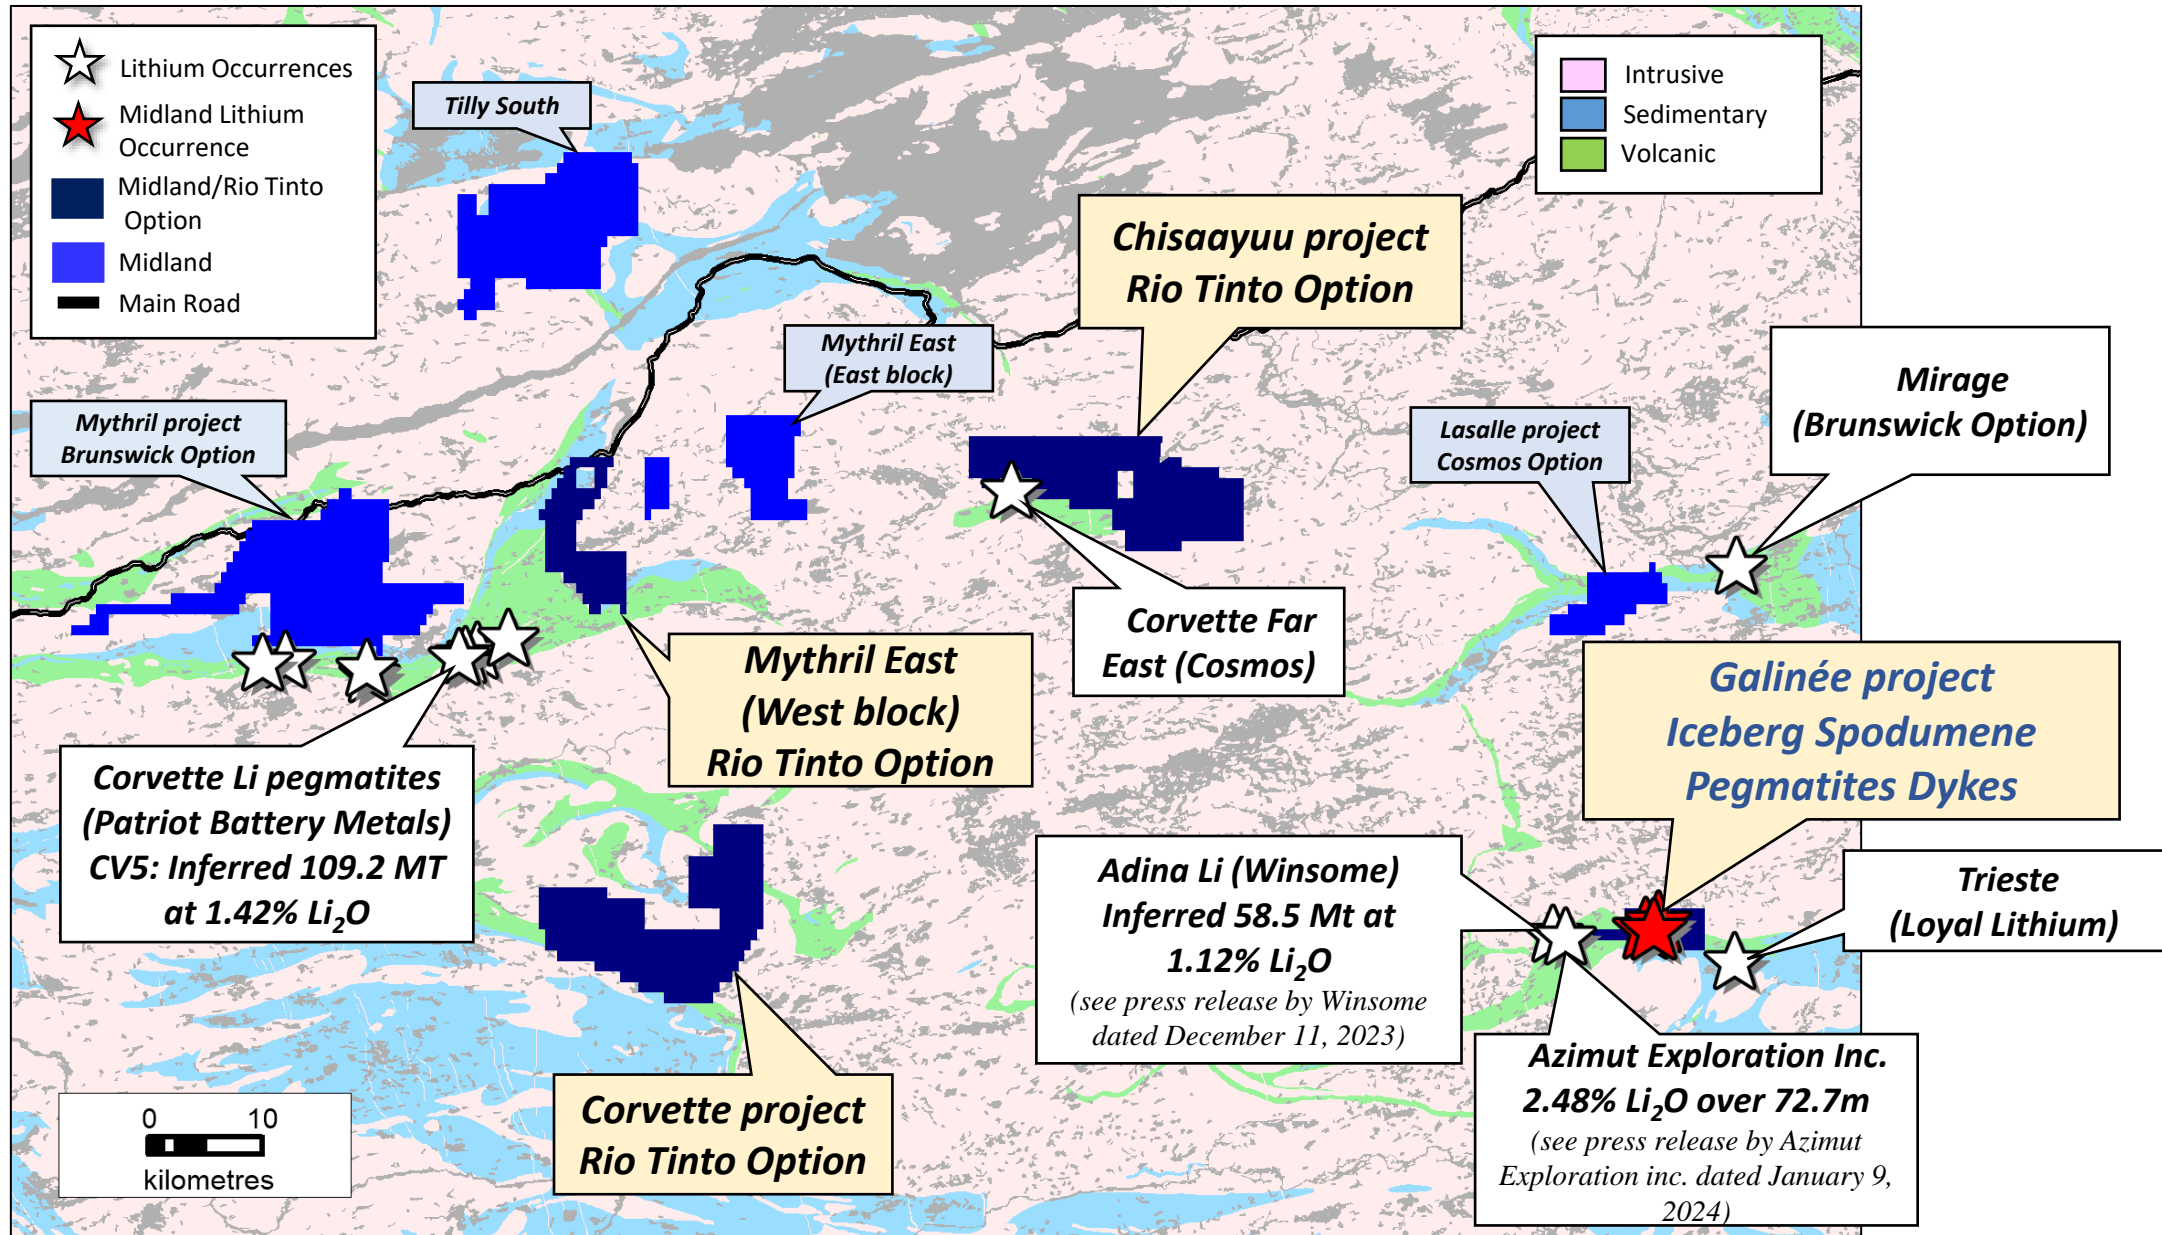 Lithium Occurrences
Midland Lithium
Occurrence
Midland/Rio Tinto
Option
Midland
Main Road
Tilly South
Intrusive
Sedimentary
Volcanic
Chisaayuu project
Rio Tinto Option
Mythril East
(East block)
Mirage
(Brunswick Option)
Mythril project
Brunswick Option
Lasalle project
Cosmos Option
Corvette Far
East (Cosmos)
Mythril East
(West block)
Rio Tinto Option
Galinée project
Iceberg Spodumene
Pegmatites Dykes
Corvette Li pegmatites
(Patriot Battery Metals)
CV5: Inferred 109.2 MT
at 1.42% Li₂O
Adina Li (Winsome)
Inferred 58.5 Mt at
1.12% Li₂O
(see press release by Winsome
dated December 11, 2023)
Trieste
(Loyal Lithium)
Azimut Exploration Inc.
2.48% Li₂O over 72.7m
(see press release by Azimut
Exploration inc. dated January 9,
2024)
Corvette project
Rio Tinto Option
0 10
kilometres